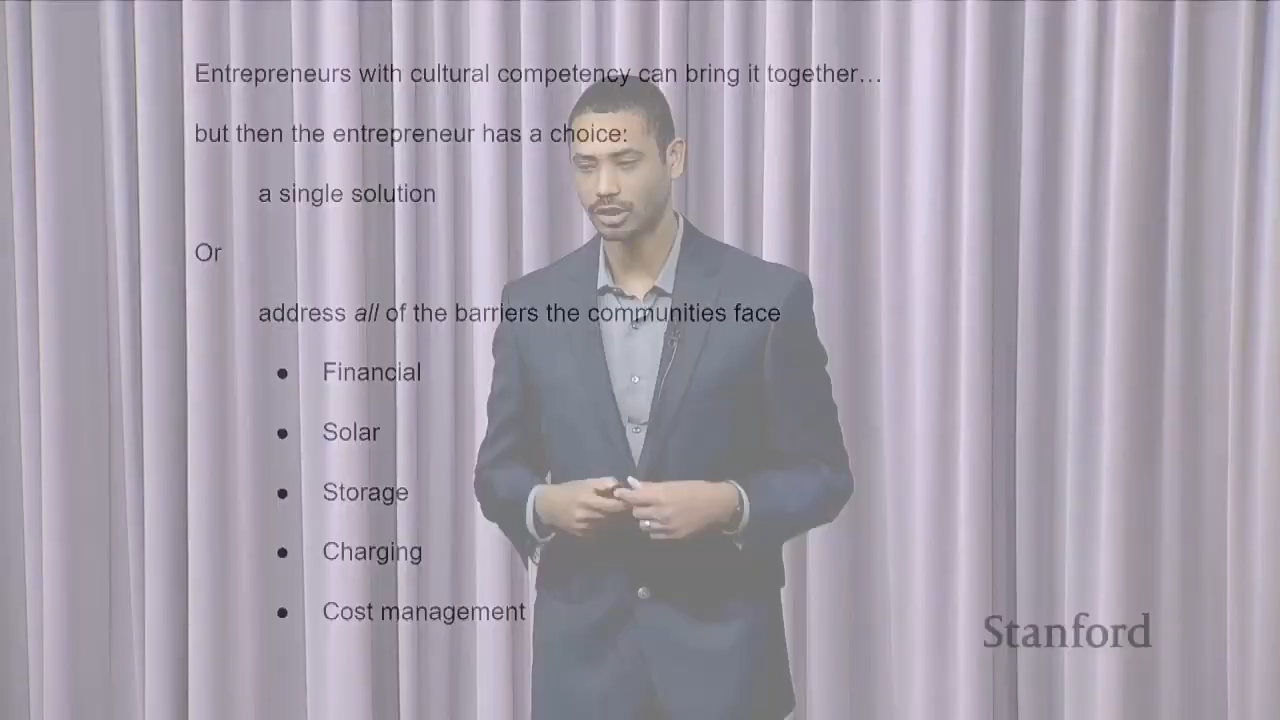 Entrepreneurs with cultural competency can bring it together…
but then the entrepreneur has a choice:
a single solution
Or
address all of the barriers the communities face
● Financial
● Solar
● Storage
● Charging
● Cost management
Stanford